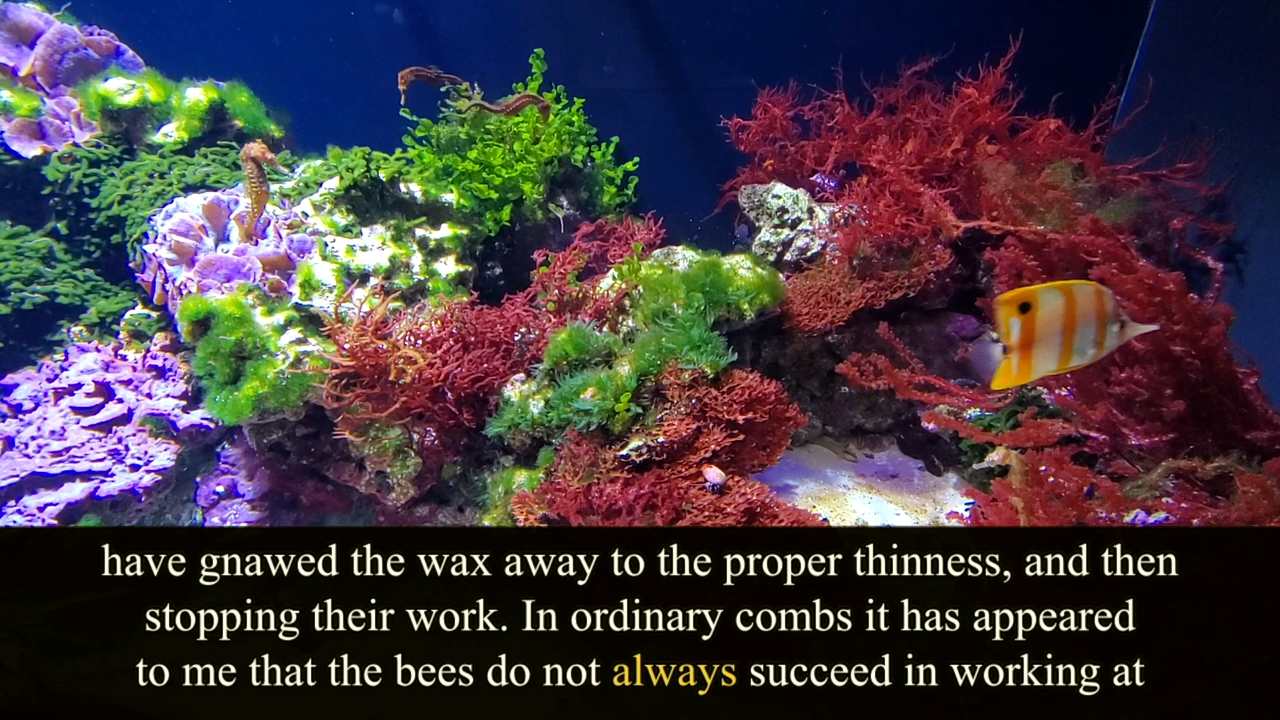 have gnawed the wax away to the proper thinness, and then
stopping their work. In ordinary combs it has appeared
to me that the bees do not always succeed in working at